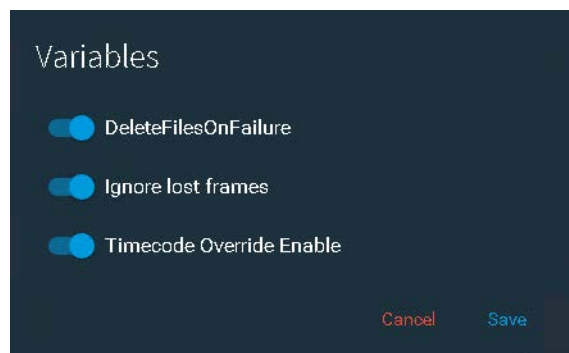 Variables
DeleteFilesOnFailure
Ignore lost frames
Timecode Override Enable
Cancel Save